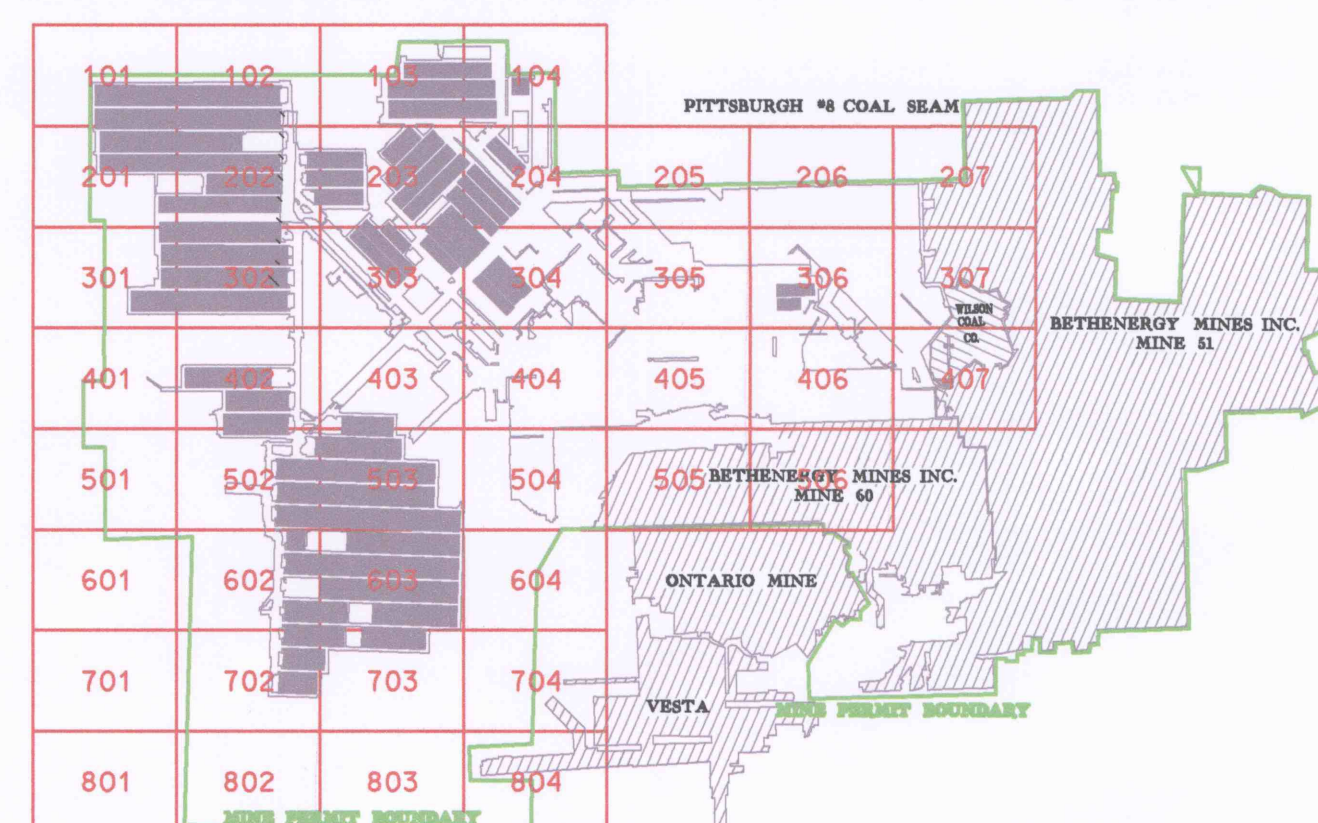 101 102 103 104
PITTSBURGH #8 COAL SEAM
201 202 203 204 205 206 207
301 302 303 304 305 306 307
WILSON
COAL
CO.
BETHENERGY MINES INC.
MINE 51
401 402 403 404 405 406 407
501 502 503 504 505 506
BETHENERGY MINES INC.
MINE 60
601 602 603 604
ONTARIO MINE
701 702 703 704
VESTA
MINE PERMIT BOUNDARY
801 802 803 804
MINE PERMIT BOUNDARY